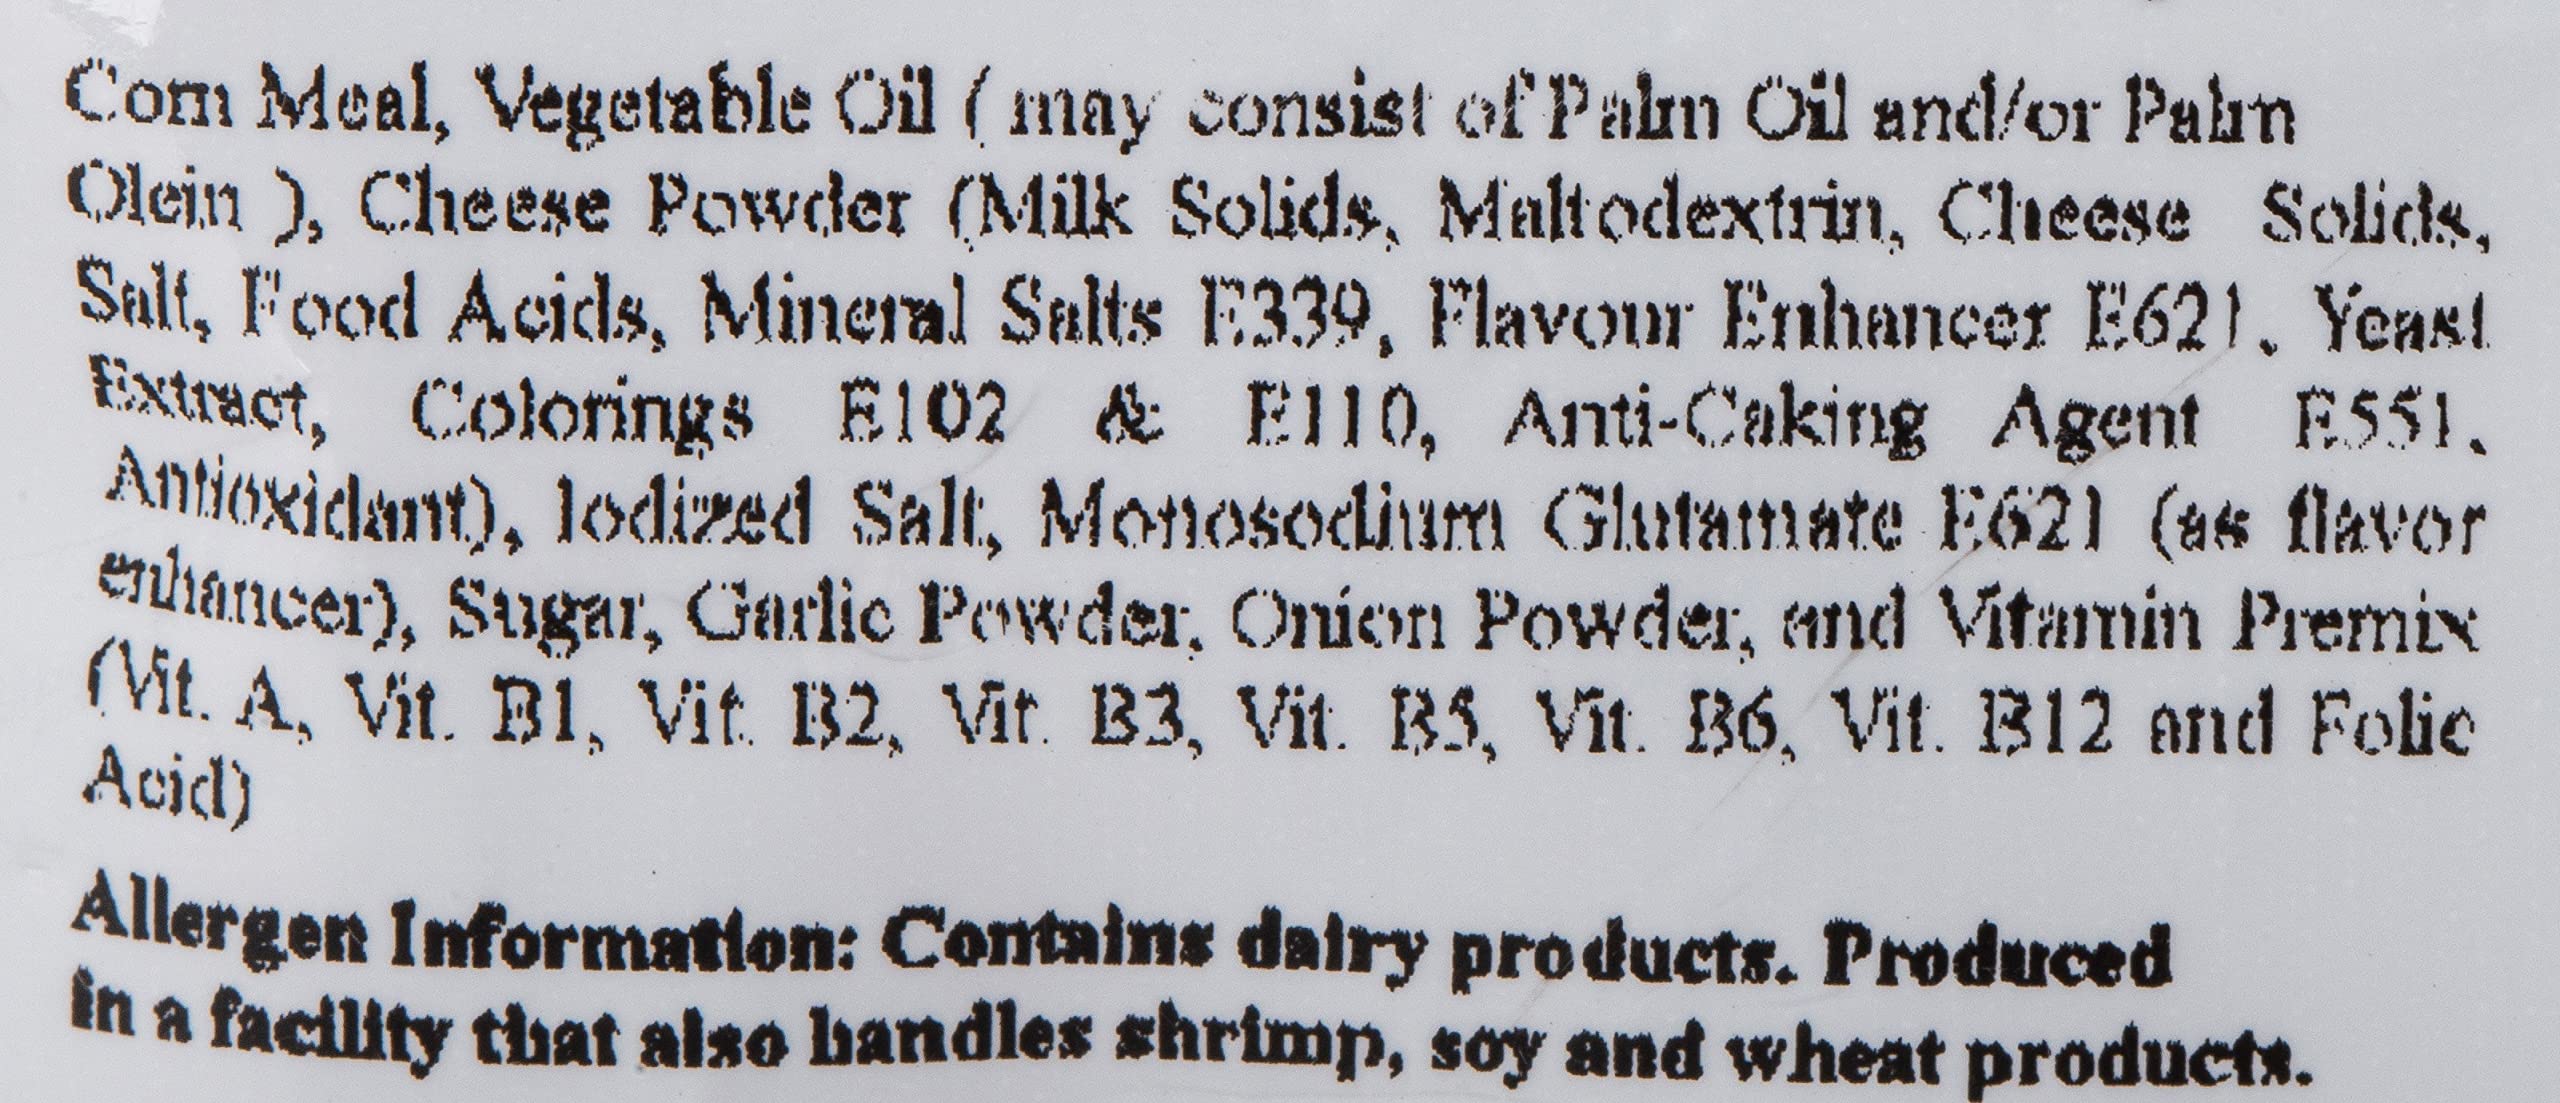 Corn Meal, Vegetable Oil ( may consist of Palm Oil and/or Palm
Olein ), Cheese Powder (Milk Solids, Maltodextrin, Cheese Solids,
Salt, Food Acids, Mineral Salts E339, Flavour Enhancer E621, Yeast
Extract, Colorings E102 & E110, Anti-Caking Agent E551,
Antioxidant), Iodized Salt, Monosodium Glutamate E621 (as flavor
enhancer), Sugar, Garlic Powder, Onion Powder, and Vitamin Premix
(Vit. A, Vit. B1, Vit. B2, Vit. B3, Vit. B5, Vit. B6, Vit. B12 and Folic
Acid)
Allergen Information: Contains dairy products. Produced
in a facility that also handles shrimp, soy and wheat products.